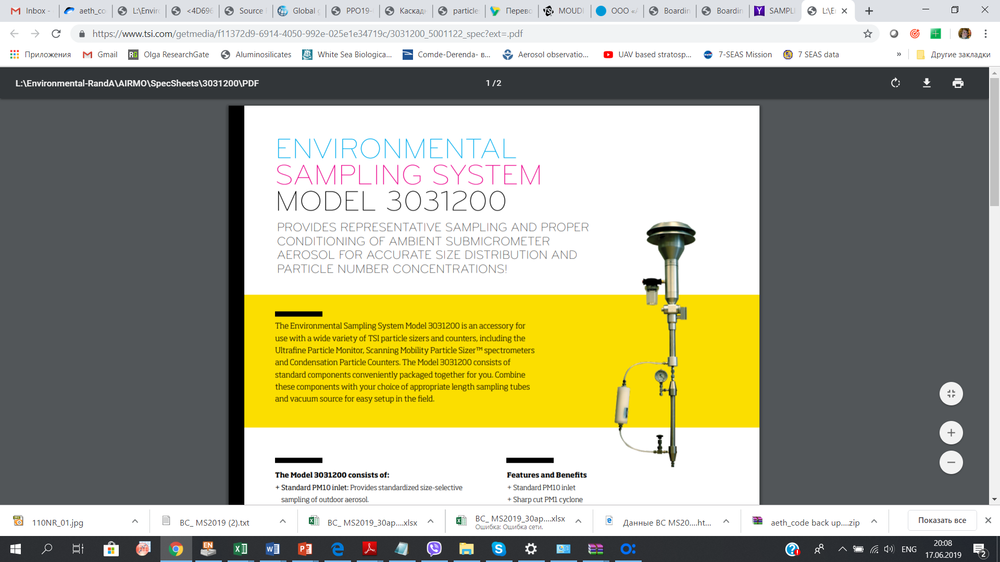 Inbox -
aeth_co
L:\Enviro
<4D696
Source
Global g
PPO19-
Каскадн
particle
Перево
MOUDI
ООО «А
Boardin
Boardin
SAMPLI
L:\E
https://www.tsi.com/getmedia/f11372d9-6914-4050-992e-025e1e34719c/3031200_5001122_spec?ext=.pdf
Приложения
Gmail
Olga ResearchGate
Aluminosilicates
White Sea Biologica...
Comde-Derenda- в...
Aerosol observatio...
UAV based stratosp...
7-SEAS Mission
7 SEAS data
»
Другие закладки
L:\Environmental-RandA\AIRMO\SpecSheets\3031200\PDF
1 / 2
ENVIRONMENTAL
SAMPLING SYSTEM
MODEL 3031200
PROVIDES REPRESENTATIVE SAMPLING AND PROPER
CONDITIONING OF AMBIENT SUBMICROMETER
AEROSOL FOR ACCURATE SIZE DISTRIBUTION AND
PARTICLE NUMBER CONCENTRATIONS!
The Environmental Sampling System Model 3031200 is an accessory for
use with a wide variety of TSI particle sizers and counters, including the
Ultrafine Particle Monitor, Scanning Mobility Particle Sizer™ spectrometers
and Condensation Particle Counters. The Model 3031200 consists of
standard components conveniently packaged together for you. Combine
these components with your choice of appropriate length sampling tubes
and vacuum source for easy setup in the field.
The Model 3031200 consists of:
+ Standard PM10 inlet: Provides standardized size-selective
sampling of outdoor aerosol.
Features and Benefits
+ Standard PM10 inlet
+ Sharp cut PM1 cyclone
110NR_01.jpg
BC_ MS2019 (2).txt
BC_ MS2019_30ap....xlsx
BC_ MS2019_30ap....xlsx
Ошибка: Ошибка сети.
Данные BC MS20....ht...
aeth_code back up....zip
Показать все
ENG
20:08
17.06.2019
2